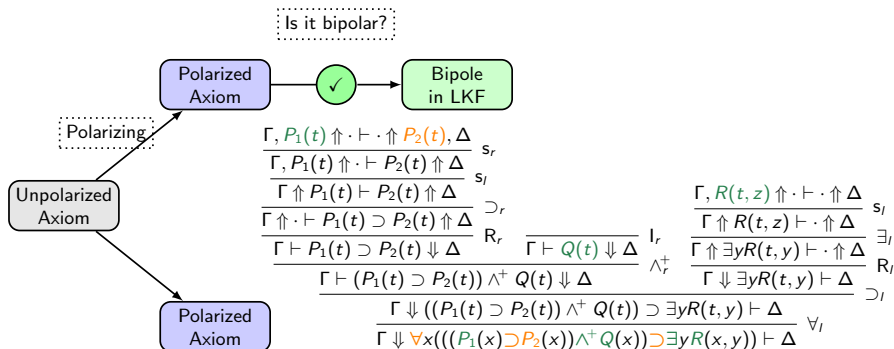 Is it bipolar?
Polarized
Axiom
✓
Bipole
in LKF
Polarizing
Unpolarized
Axiom
Polarized
Axiom
Γ, P₁(t) ⇑ · ⊢ · ⇑ P₂(t), Δ
s_r
Γ, P₁(t) ⇑ · ⊢ P₂(t) ⇑ Δ
s_l
Γ ⇑ P₁(t) ⊢ P₂(t) ⇑ Δ
⊃_r
Γ ⇑ · ⊢ P₁(t) ⊃ P₂(t) ⇑ Δ
R_r
Γ ⊢ P₁(t) ⊃ P₂(t) ⇓ Δ
I_r
Γ ⊢ Q(t) ⇓ Δ
∧⁺_r
Γ ⊢ (P₁(t) ⊃ P₂(t)) ∧⁺ Q(t) ⇓ Δ
Γ, R(t, z) ⇑ · ⊢ · ⇑ Δ
s_l
Γ ⇑ R(t, z) ⊢ · ⇑ Δ
∃_l
Γ ⇑ ∃yR(t, y) ⊢ · ⇑ Δ
R_l
Γ ⇓ ∃yR(t, y) ⊢ Δ
⊃_l
Γ ⇓ ((P₁(t) ⊃ P₂(t)) ∧⁺ Q(t)) ⊃ ∃yR(t, y) ⊢ Δ
∀_l
Γ ⇓ ∀x(((P₁(x)⊃P₂(x))∧⁺Q(x))⊃∃yR(x, y)) ⊢ Δ